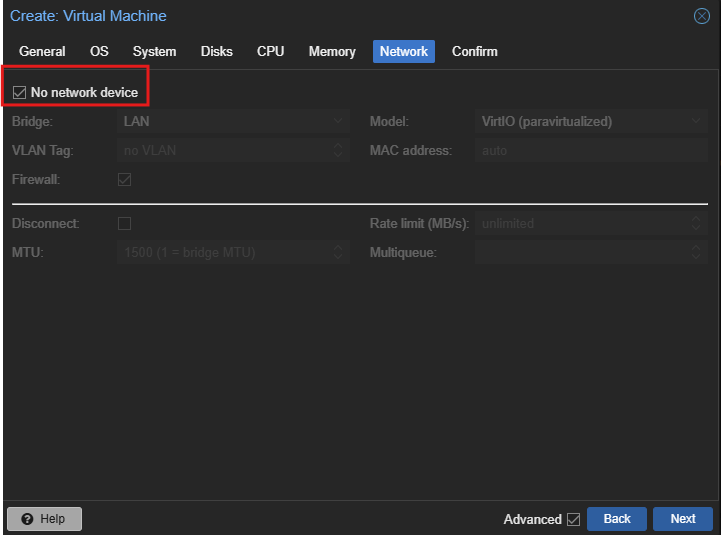 Create: Virtual Machine
General OS System Disks CPU Memory Network Confirm
No network device
Bridge: LAN Model: VirtIO (paravirtualized)
VLAN Tag: no VLAN MAC address: auto
Firewall:
Disconnect: Rate limit (MB/s): unlimited
MTU: 1500 (1 = bridge MTU) Multiqueue:
? Help Advanced Back Next